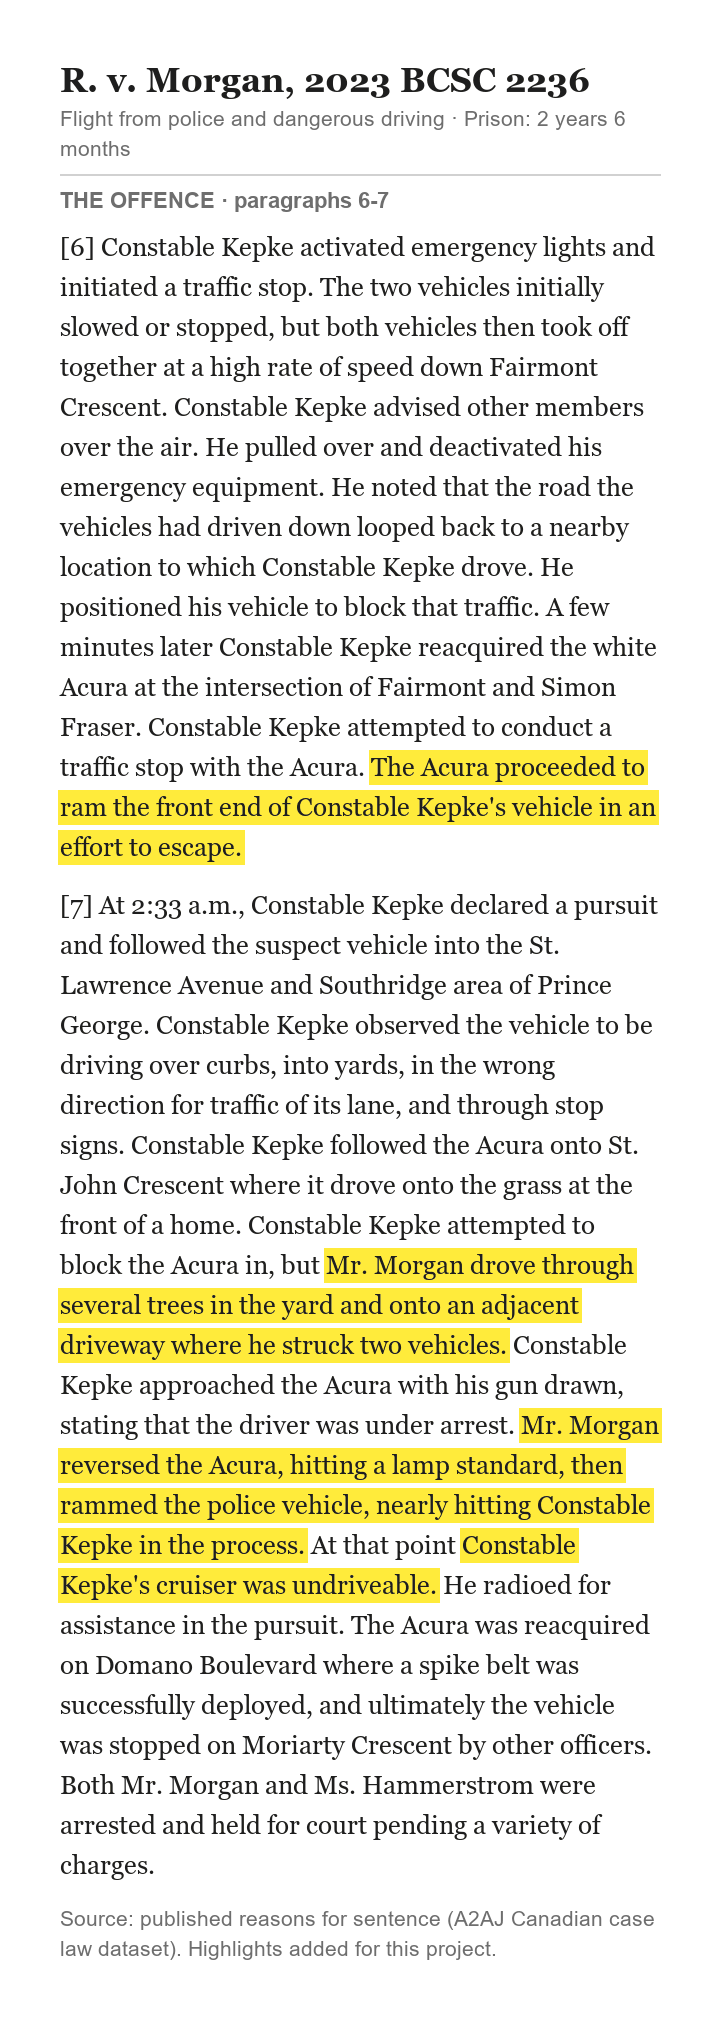 R. v. Morgan, 2023 BCSC 2236
Flight from police and dangerous driving · Prison: 2 years 6
months
THE OFFENCE · paragraphs 6-7
[6] Constable Kepke activated emergency lights and
initiated a traffic stop. The two vehicles initially
slowed or stopped, but both vehicles then took off
together at a high rate of speed down Fairmont
Crescent. Constable Kepke advised other members
over the air. He pulled over and deactivated his
emergency equipment. He noted that the road the
vehicles had driven down looped back to a nearby
location to which Constable Kepke drove. He
positioned his vehicle to block that traffic. A few
minutes later Constable Kepke reacquired the white
Acura at the intersection of Fairmont and Simon
Fraser. Constable Kepke attempted to conduct a
traffic stop with the Acura. The Acura proceeded to
ram the front end of Constable Kepke's vehicle in an
effort to escape.
[7] At 2:33 a.m., Constable Kepke declared a pursuit
and followed the suspect vehicle into the St.
Lawrence Avenue and Southridge area of Prince
George. Constable Kepke observed the vehicle to be
driving over curbs, into yards, in the wrong
direction for traffic of its lane, and through stop
signs. Constable Kepke followed the Acura onto St.
John Crescent where it drove onto the grass at the
front of a home. Constable Kepke attempted to
block the Acura in, but Mr. Morgan drove through
several trees in the yard and onto an adjacent
driveway where he struck two vehicles. Constable
Kepke approached the Acura with his gun drawn,
stating that the driver was under arrest. Mr. Morgan
reversed the Acura, hitting a lamp standard, then
rammed the police vehicle, nearly hitting Constable
Kepke in the process. At that point Constable
Kepke's cruiser was undriveable. He radioed for
assistance in the pursuit. The Acura was reacquired
on Domano Boulevard where a spike belt was
successfully deployed, and ultimately the vehicle
was stopped on Moriarty Crescent by other officers.
Both Mr. Morgan and Ms. Hammerstrom were
arrested and held for court pending a variety of
charges.
Source: published reasons for sentence (A2AJ Canadian case
law dataset). Highlights added for this project.